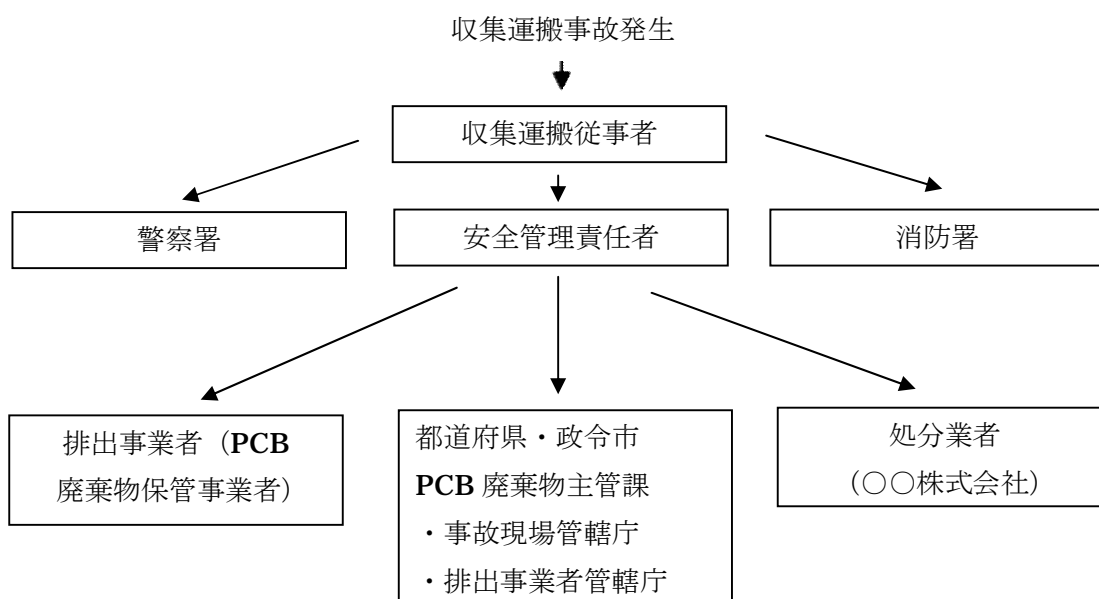 収集運搬事故発生
収集運搬従事者
警察署
安全管理責任者
消防署
排出事業者（PCB
廃棄物保管事業者）
都道府県・政令市
PCB 廃棄物主管課
・事故現場管轄庁
・排出事業者管轄庁
処分業者
（○○株式会社）